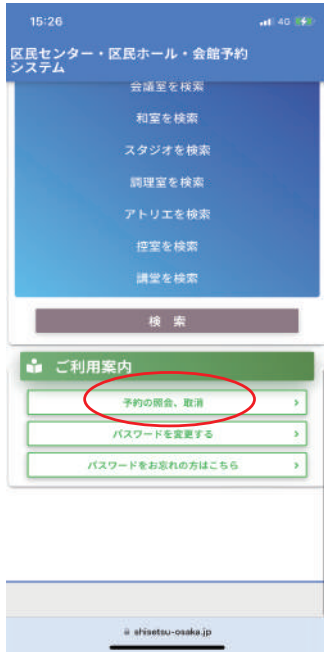 15:26
4G
区民センター・区民ホール・会館予約
システム
会議室を検索
和室を検索
スタジオを検索
調理室を検索
アトリエを検索
控室を検索
講堂を検索
検 索
ご利用案内
予約の照会、取消
パスワードを変更する
パスワードをお忘れの方はこちら
shisetsu-osaka.jp